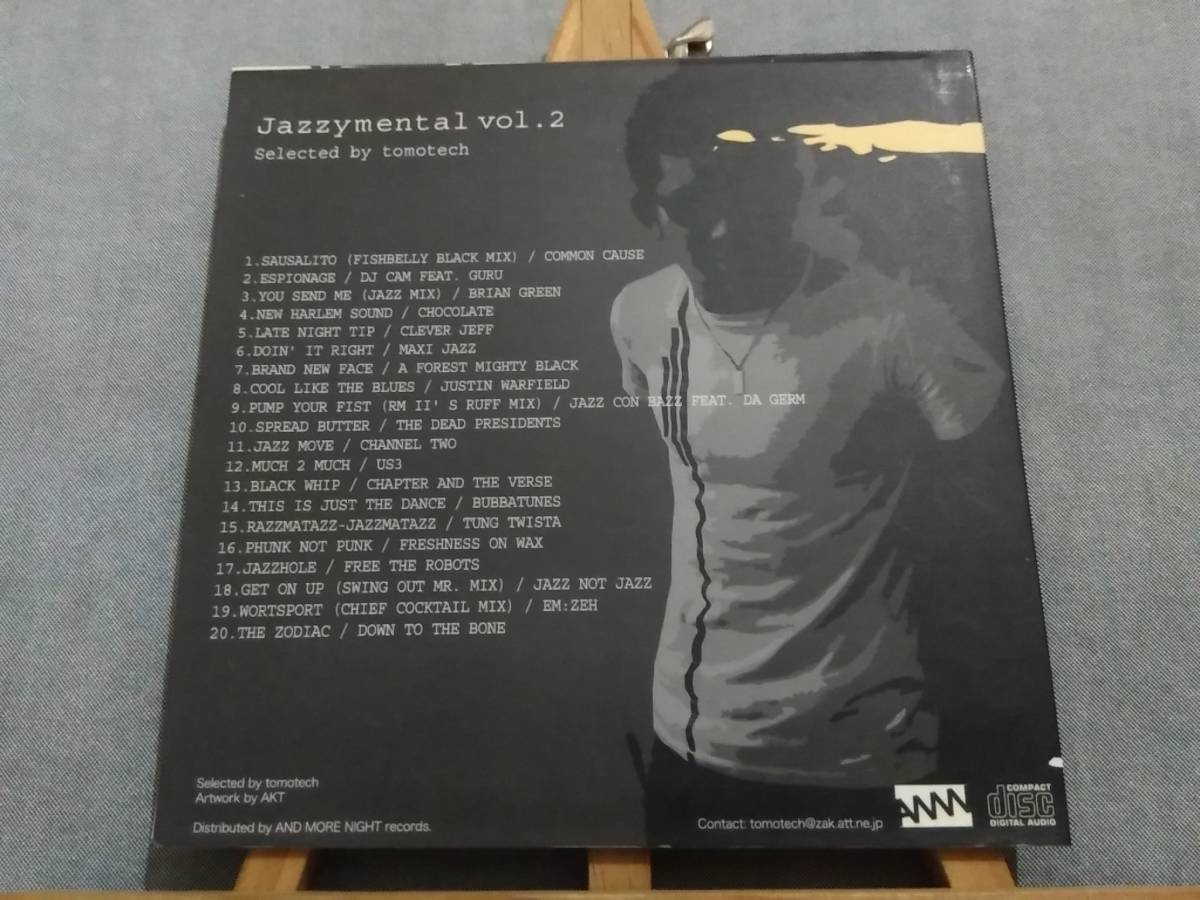 Jazzymental vol.2
Selected by tomotech
1.SAUSALITO (FISHBELLY BLACK MIX) / COMMON CAUSE
2.ESPIONAGE / DJ CAM FEAT. GURU
3.YOU SEND ME (JAZZ MIX) / BRIAN GREEN
4.NEW HARLEM SOUND / CHOCOLATE
5.LATE NIGHT TIP / CLEVER JEFF
6.DOIN' IT RIGHT / MAXI JAZZ
7.BRAND NEW FACE / A FOREST MIGHTY BLACK
8.COOL LIKE THE BLUES / JUSTIN WARFIELD
9.PUMP YOUR FIST (RM II' S RUFF MIX) / JAZZ CON BAZZ FEAT. DA GERM
10.SPREAD BUTTER / THE DEAD PRESIDENTS
11.JAZZ MOVE / CHANNEL TWO
12.MUCH 2 MUCH / US3
13.BLACK WHIP / CHAPTER AND THE VERSE
14.THIS IS JUST THE DANCE / BUBBATUNES
15.RAZZMATAZZ-JAZZMATAZZ / TUNG TWISTA
16.PHUNK NOT PUNK / FRESHNESS ON WAX
17.JAZZHOLE / FREE THE ROBOTS
18.GET ON UP (SWING OUT MR. MIX) / JAZZ NOT JAZZ
19.WORTSPORT (CHIEF COCKTAIL MIX) / EM:ZEH
20.THE ZODIAC / DOWN TO THE BONE
Selected by tomotech
Artwork by AKT
Distributed by AND MORE NIGHT records.
Contact: tomotech@zak.att.ne.jp
COMPACT
disc
DIGITAL AUDIO